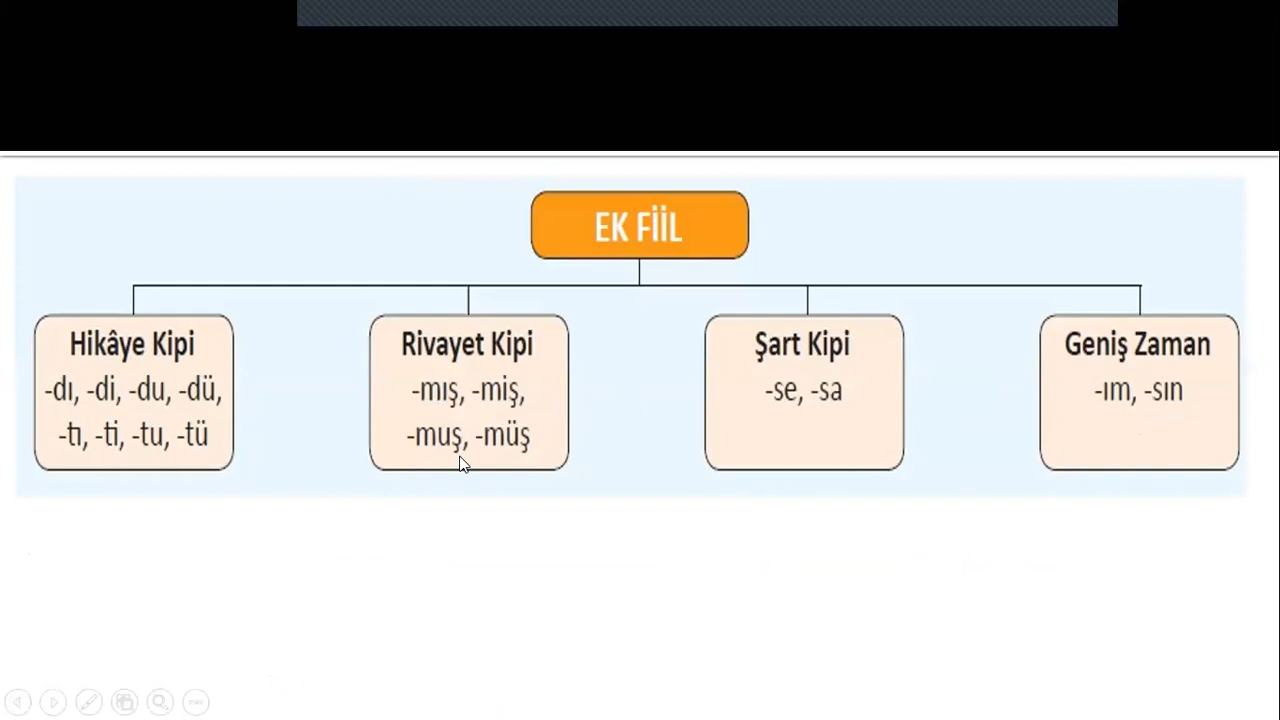 EK FİİL
Hikâye Kipi
-dı, -di, -du, -dü,
-tı, -ti, -tu, -tü
Rivayet Kipi
-mış, -miş,
-muş, -müş
Şart Kipi
-se, -sa
Geniş Zaman
-ım, -sın